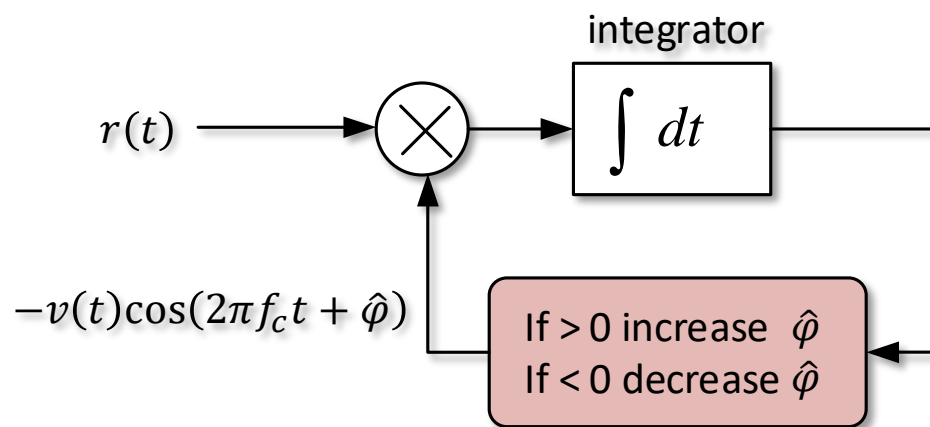 integrator
r(t)
∫ dt
−v(t)cos(2πf_c t + φ̂)
If > 0 increase φ̂
If < 0 decrease φ̂